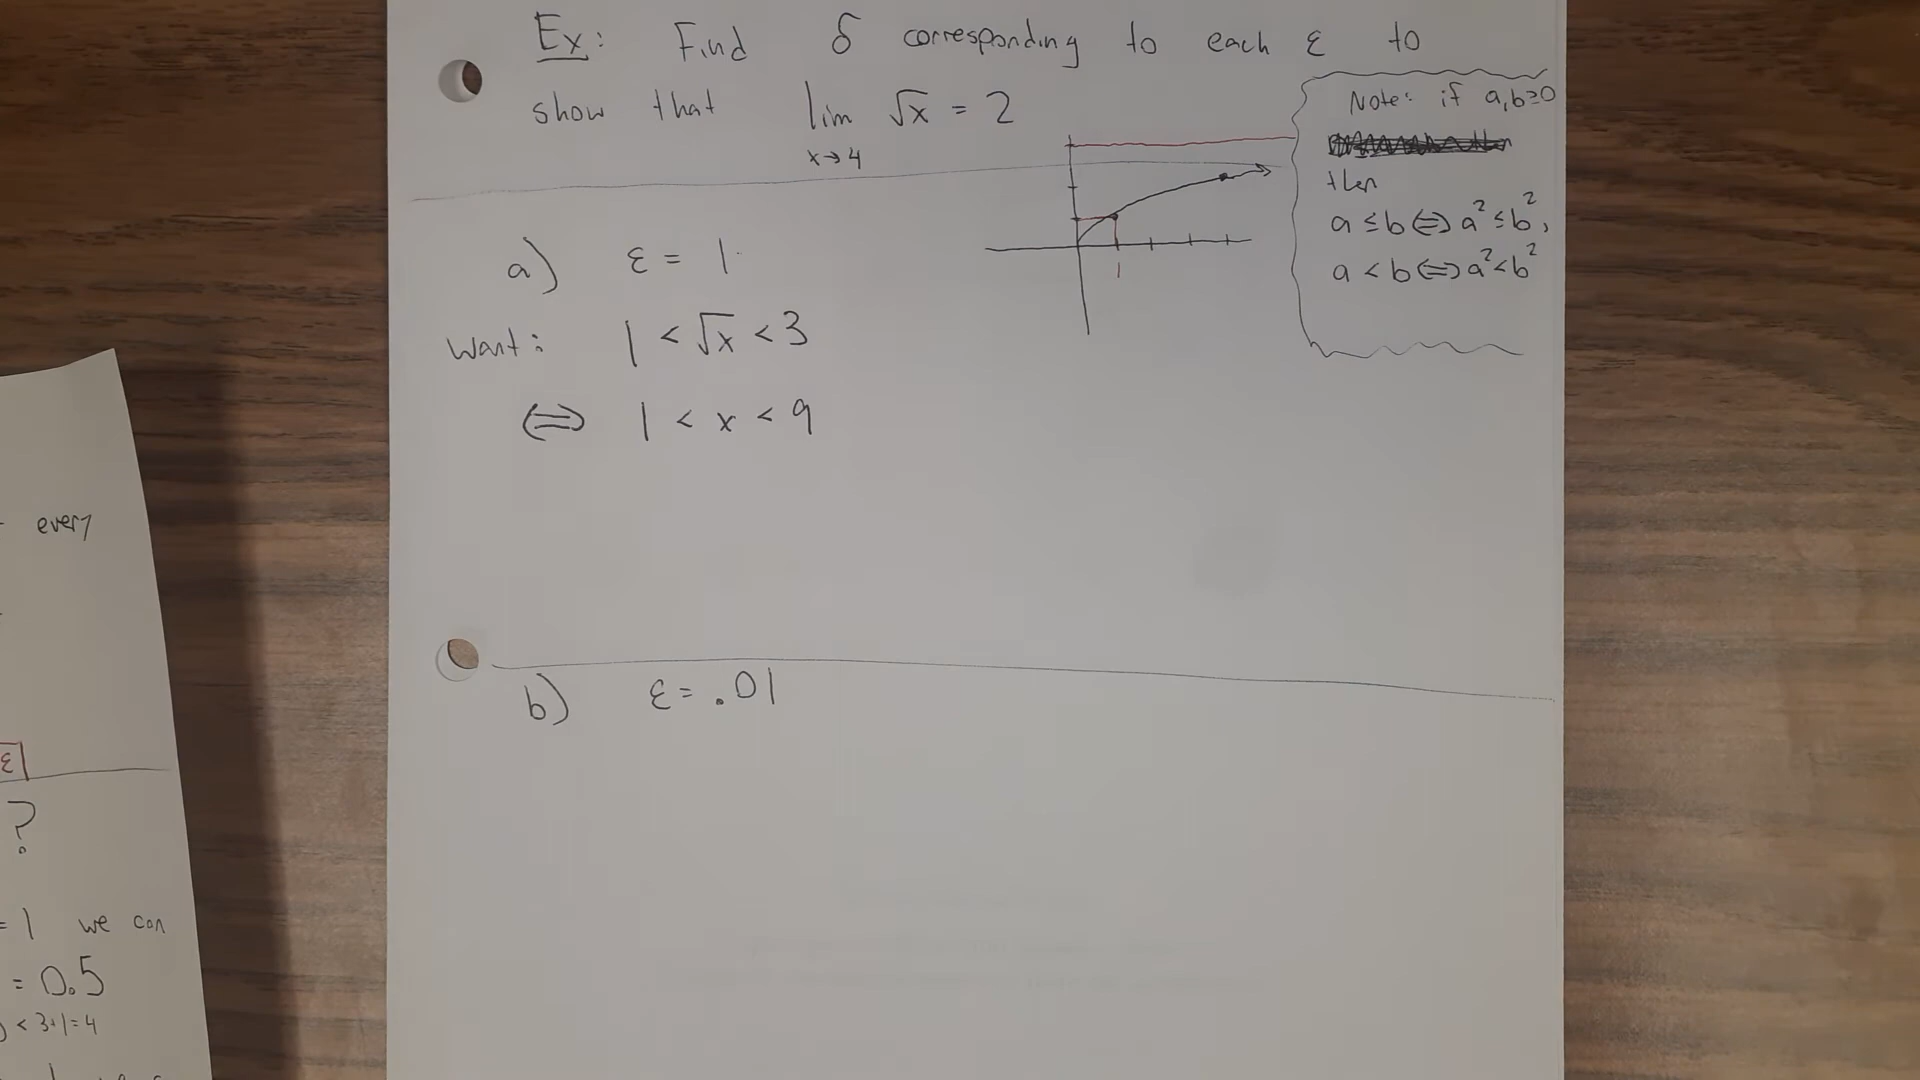 Ex: Find δ corresponding to each ε to
show that lim √x = 2
x→4
Note: if a,b≥0
then
a ≤ b ⟺ a² ≤ b²,
a < b ⟺ a² < b²
1
a) ε = 1
Want: 1 < √x < 3
⟺ 1 < x < 9
b) ε = .01
every
ε
?
= 1 we can
= 0.5
< 3+1=4